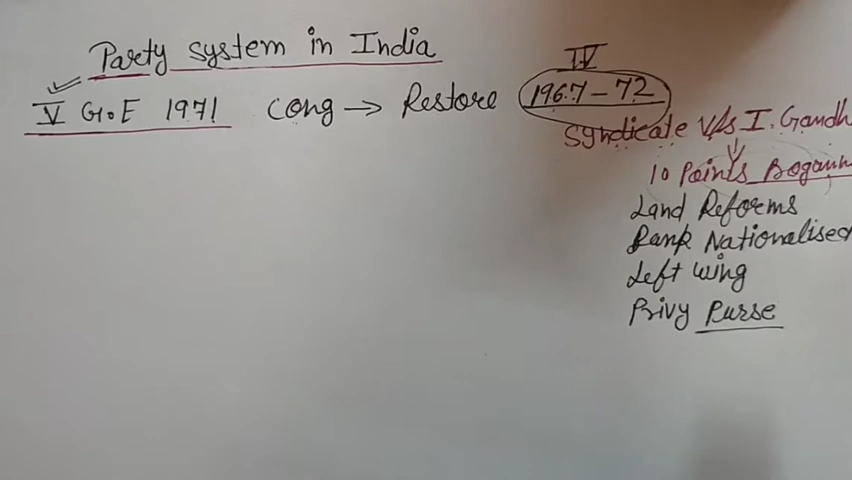 Party system in India
IV
V G.E 1971 Cong → Restore 1967 - 72
Syndicate V/s I. Gandh
10 Points
Land Reforms
Bank Nationalised
Left wing
Privy Purse